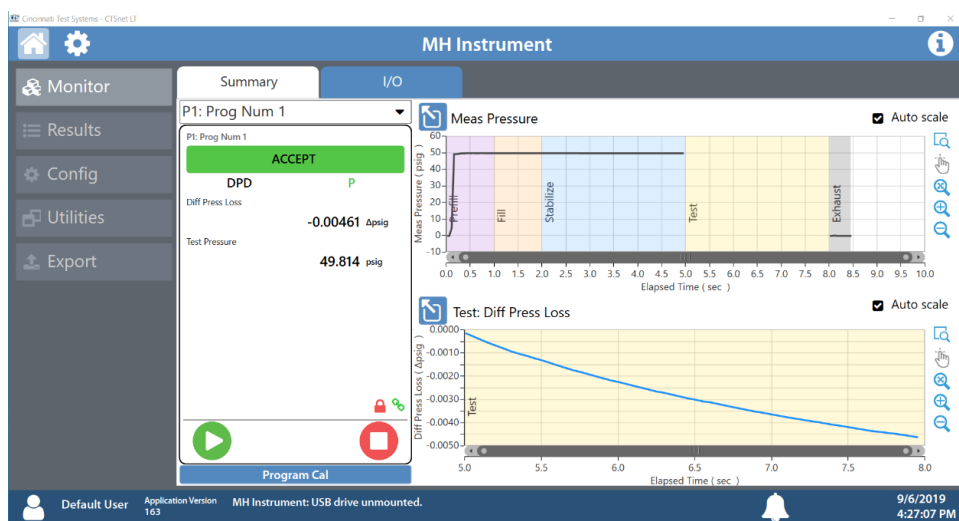 Cincinnati Test Systems - CTSnet LT
MH Instrument
Monitor
Results
Config
Utilities
Export
Summary
I/O
P1: Prog Num 1
P1: Prog Num 1
ACCEPT
DPD P
Diff Press Loss
-0.00461 Δpsig
Test Pressure
49.814 psig
Program Cal
Meas Pressure
Auto scale
Meas Pressure ( psig )
60
50
40
30
20
10
0
-10
Prefill
Fill
Stabilize
Test
Exhaust
0.0 0.5 1.0 1.5 2.0 2.5 3.0 3.5 4.0 4.5 5.0 5.5 6.0 6.5 7.0 7.5 8.0 8.5 9.0 9.5 10.0
Elapsed Time ( sec )
Test: Diff Press Loss
Auto scale
Diff Press Loss ( Δpsig )
0.0000
-0.0010
-0.0020
-0.0030
-0.0040
-0.0050
Test
5.0 5.5 6.0 6.5 7.0 7.5 8.0
Elapsed Time ( sec )
Default User
Application Version
163
MH Instrument: USB drive unmounted.
9/6/2019
4:27:07 PM